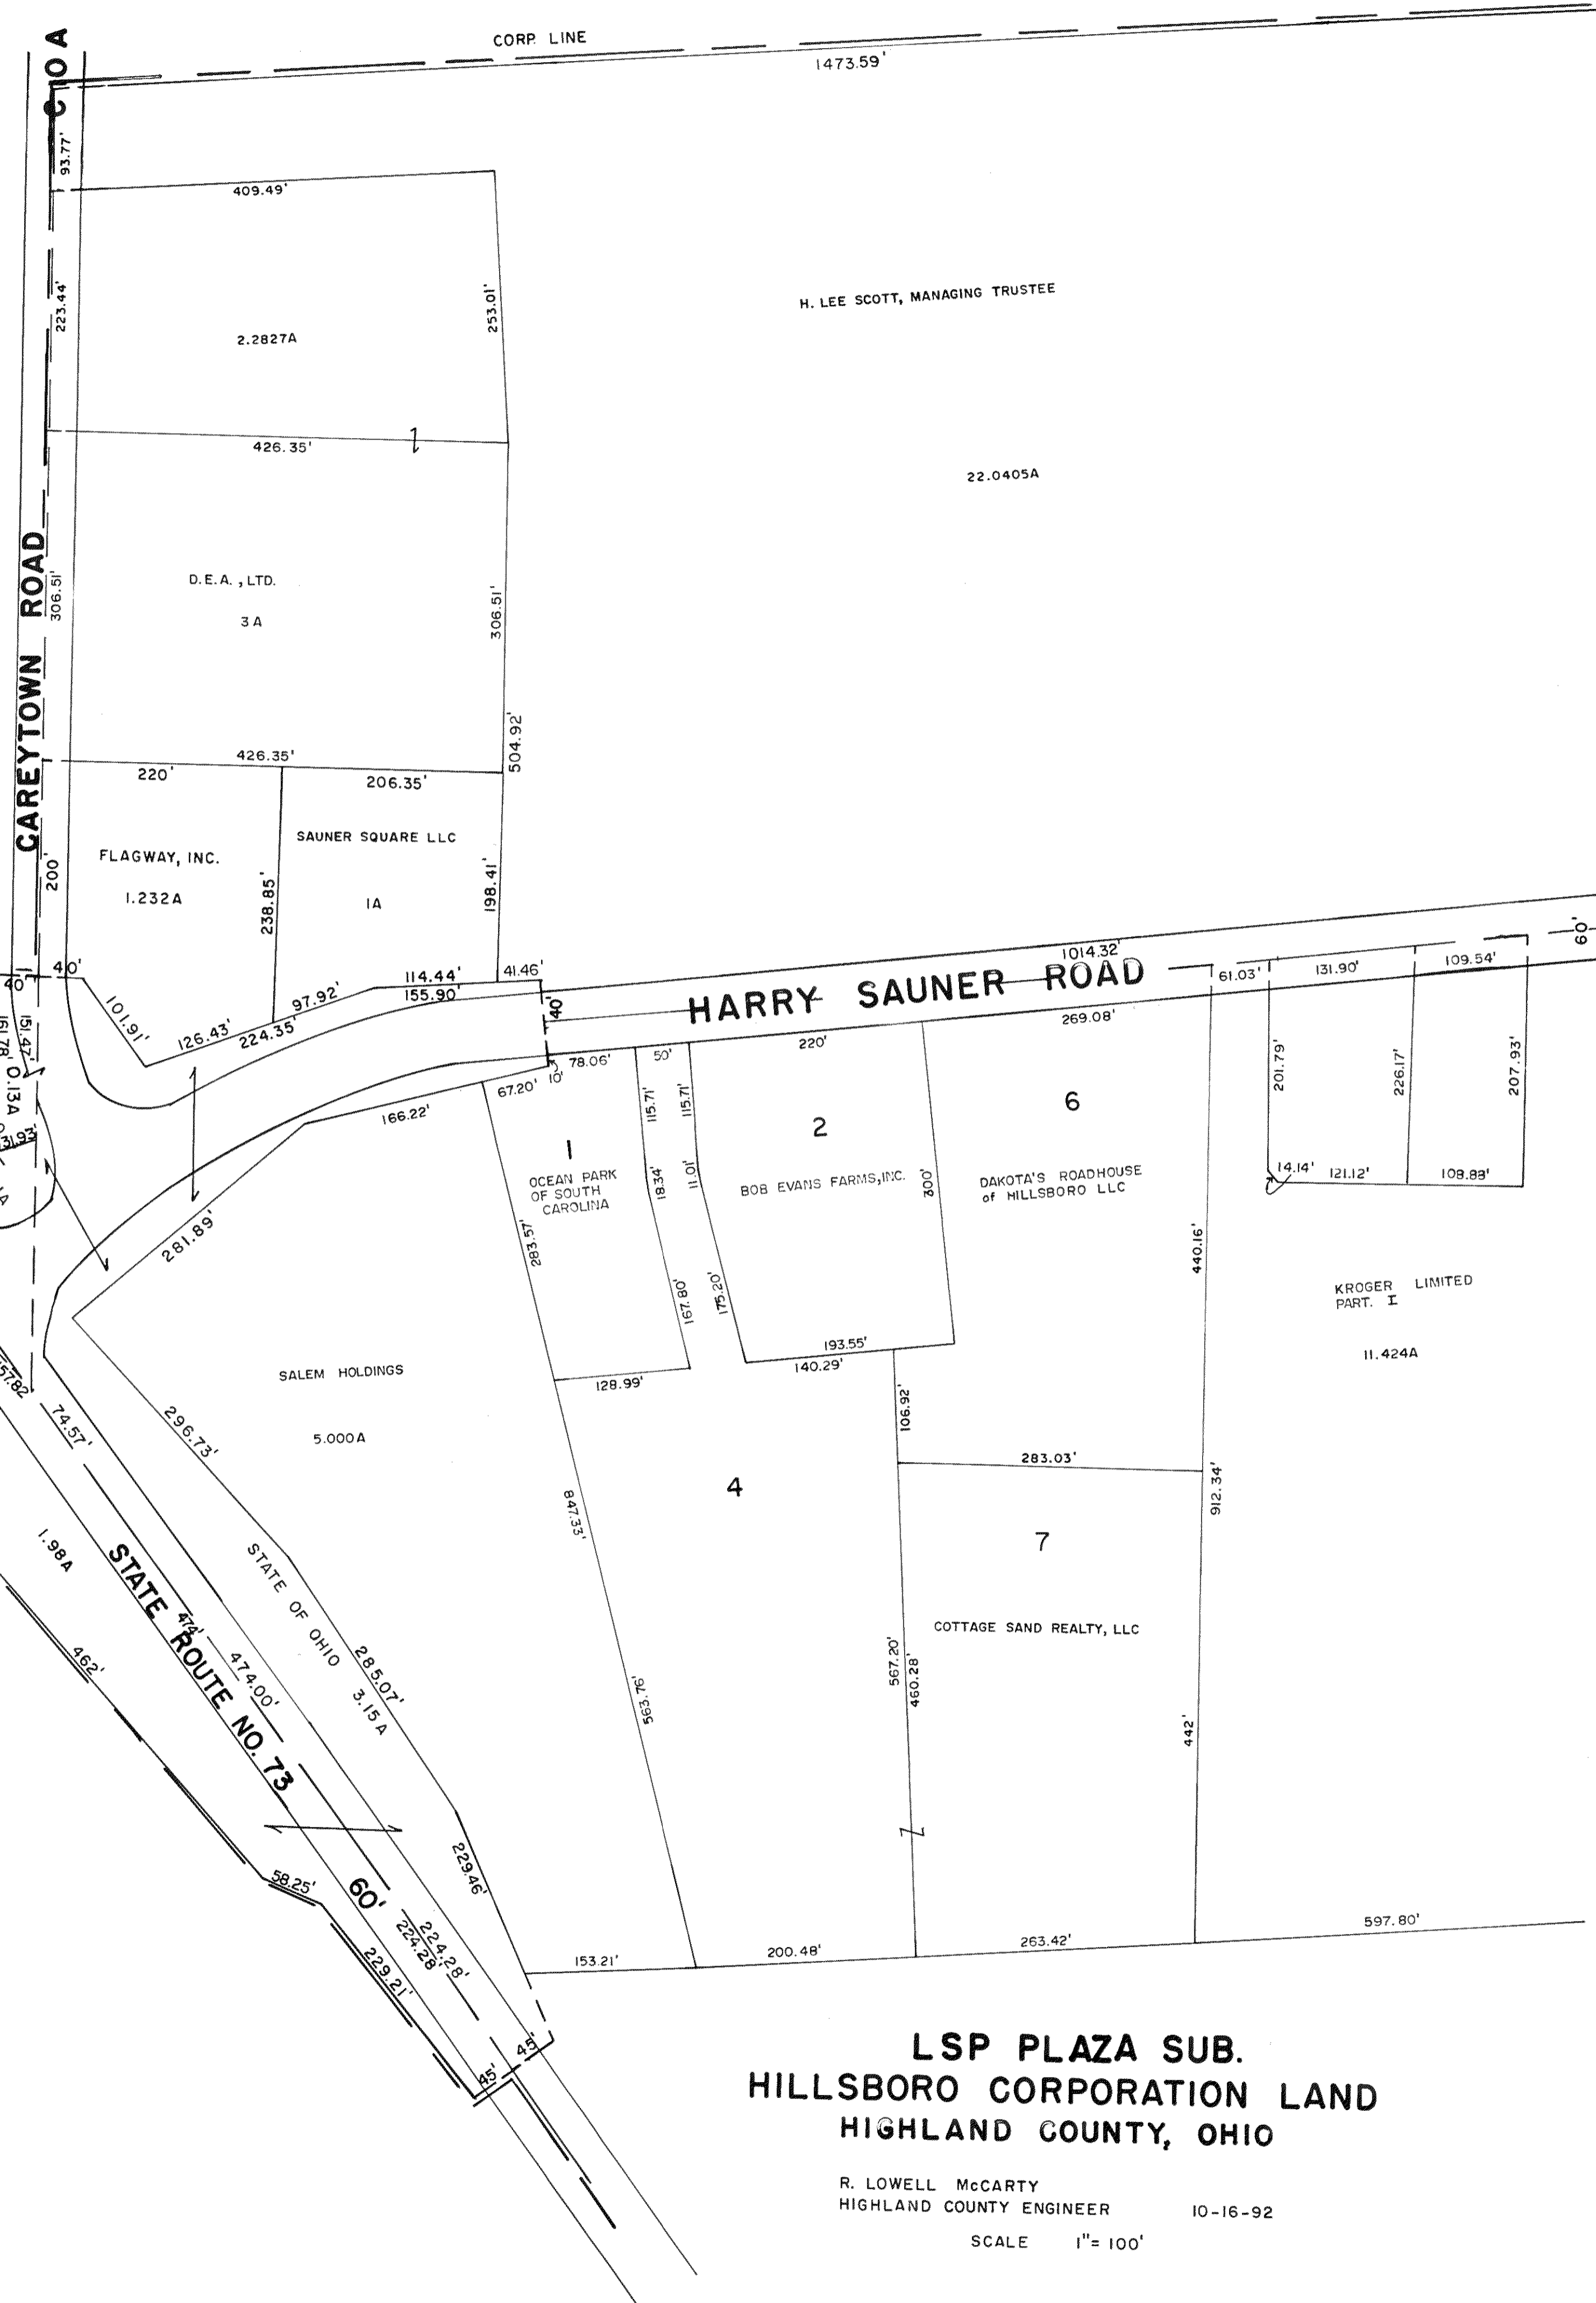 C10A
CORP. LINE
1473.59'
93.77'
409.49'
223.44'
253.01'
2.2827A
H. LEE SCOTT, MANAGING TRUSTEE
22.0405A
426.35'
CAREYTOWN ROAD
306.51'
D.E.A., LTD.
3A
306.51'
504.92'
426.35'
220'
206.35'
FLAGWAY, INC.
1.232A
SAUNER SQUARE LLC
1A
200'
238.85'
198.41'
40'
40'
101.91'
126.43'
97.92'
224.35'
114.44'
155.90'
41.46'
40'
HARRY SAUNER ROAD
1014.32'
61.03'
131.90'
109.54'
60'
161.78'
151.47'
0.13A
31.93'
1A
67.20'
10'
78.06'
50'
220'
269.08'
166.22'
281.89'
115.71'
115.71'
18.34'
11.01'
283.57'
167.80'
175.20'
300'
201.79'
226.17'
207.93'
14.14'
121.12'
108.88'
1
OCEAN PARK
OF SOUTH
CAROLINA
2
BOB EVANS FARMS, INC.
6
DAKOTA'S ROADHOUSE
of HILLSBORO LLC
440.16'
KROGER LIMITED
PART. I
11.424A
193.55'
140.29'
128.99'
106.92'
283.03'
912.34'
SALEM HOLDINGS
5.000A
296.73'
57.82'
74.57'
4
847.33'
7
COTTAGE SAND REALTY, LLC
567.20'
460.28'
442'
563.76'
1.98A
STATE ROUTE NO. 73
474'
474.00'
STATE OF OHIO 3.15A
285.07'
462'
229.46'
58.25'
60'
224.28'
224.28'
229.21'
45'
45'
153.21'
200.48'
263.42'
597.80'
LSP PLAZA SUB.
HILLSBORO CORPORATION LAND
HIGHLAND COUNTY, OHIO
R. LOWELL McCARTY
HIGHLAND COUNTY ENGINEER 10-16-92
SCALE 1"= 100'